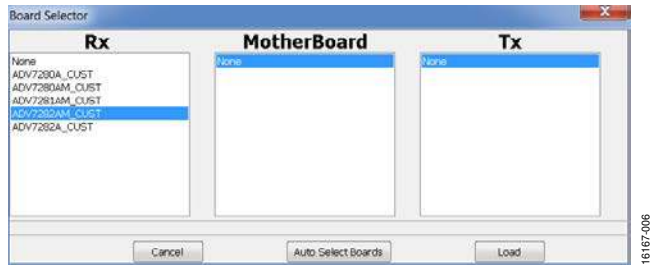 Board Selector
Rx
MotherBoard
Tx
None
ADV7280A_CUST
ADV7280AM_CUST
ADV7281AM_CUST
ADV7282AM_CUST
ADV7282A_CUST
None
None
Cancel
Auto Select Boards
Load
16167-006